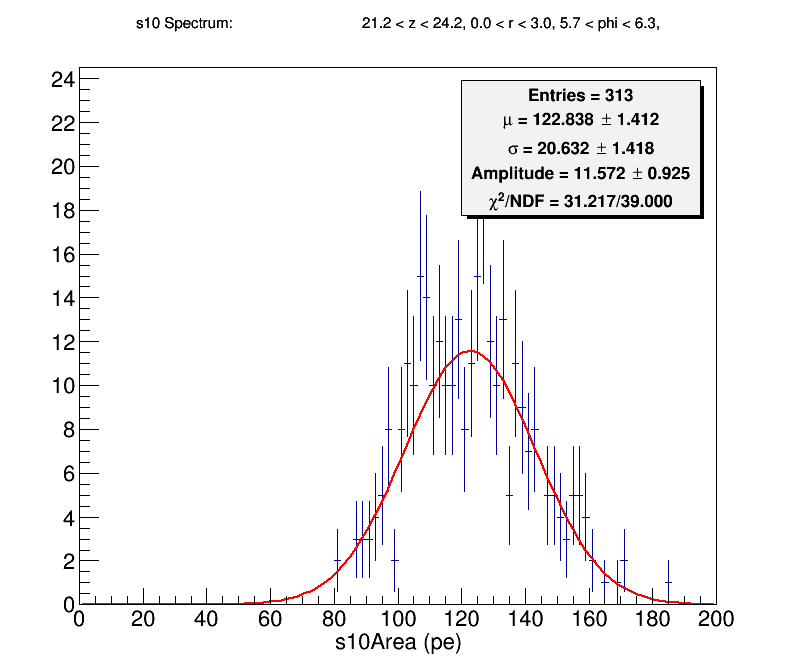 s10 Spectrum: 21.2 < z < 24.2, 0.0 < r < 3.0, 5.7 < phi < 6.3,
Entries = 313
μ = 122.838 ± 1.412
σ = 20.632 ± 1.418
Amplitude = 11.572 ± 0.925
χ²/NDF = 31.217/39.000
24
22
20
18
16
14
12
10
8
6
4
2
0
0 20 40 60 80 100 120 140 160 180 200
s10Area (pe)